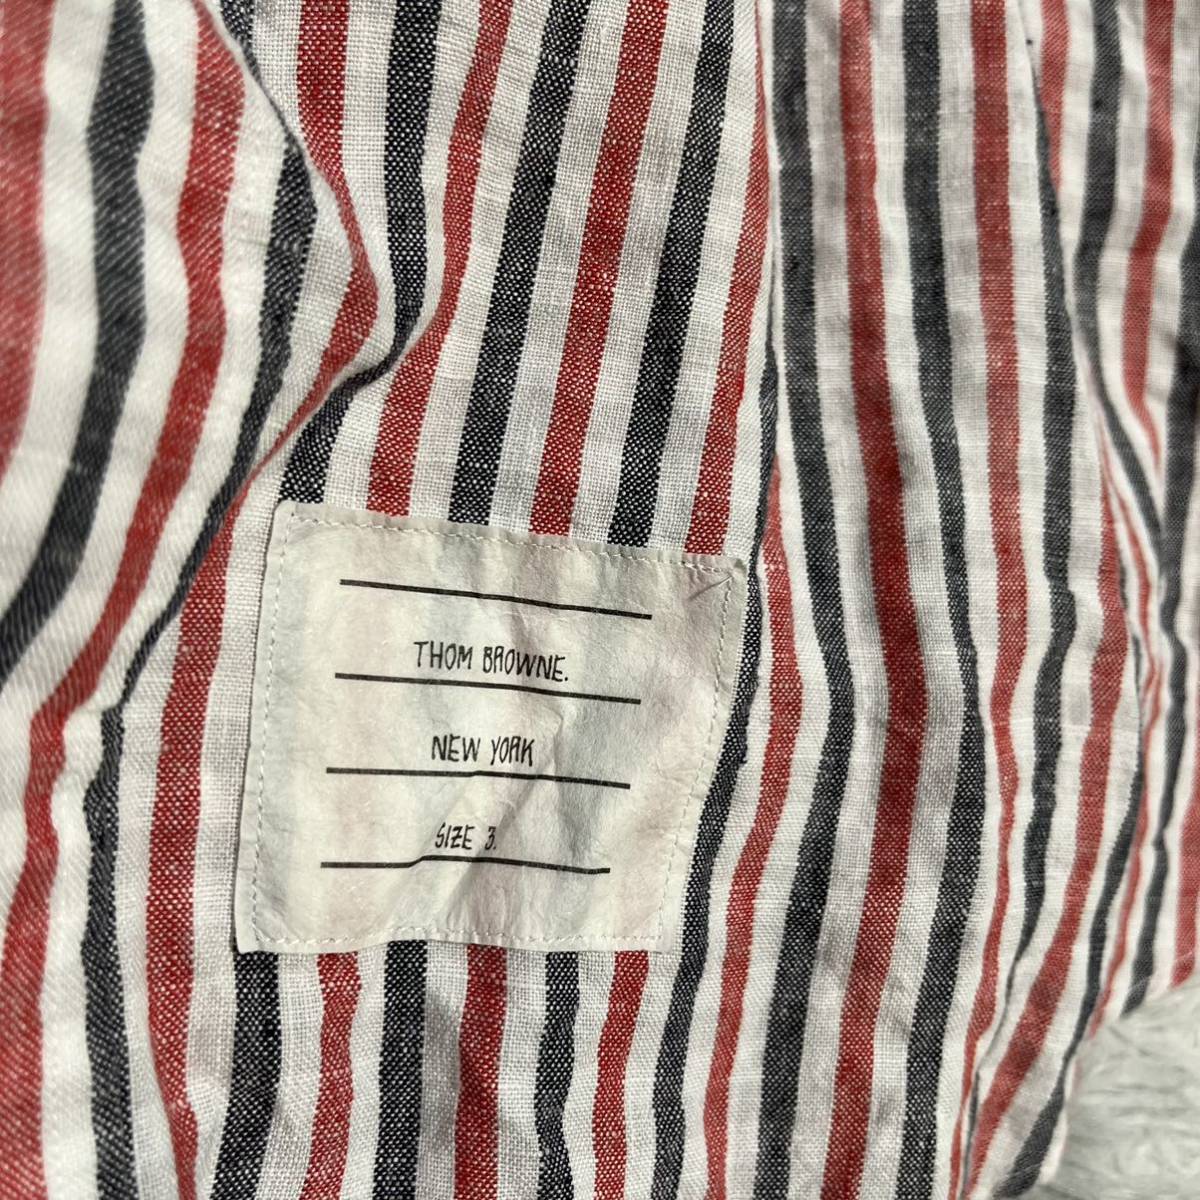 THOM BROWNE.
NEW YORK
SIZE 3.